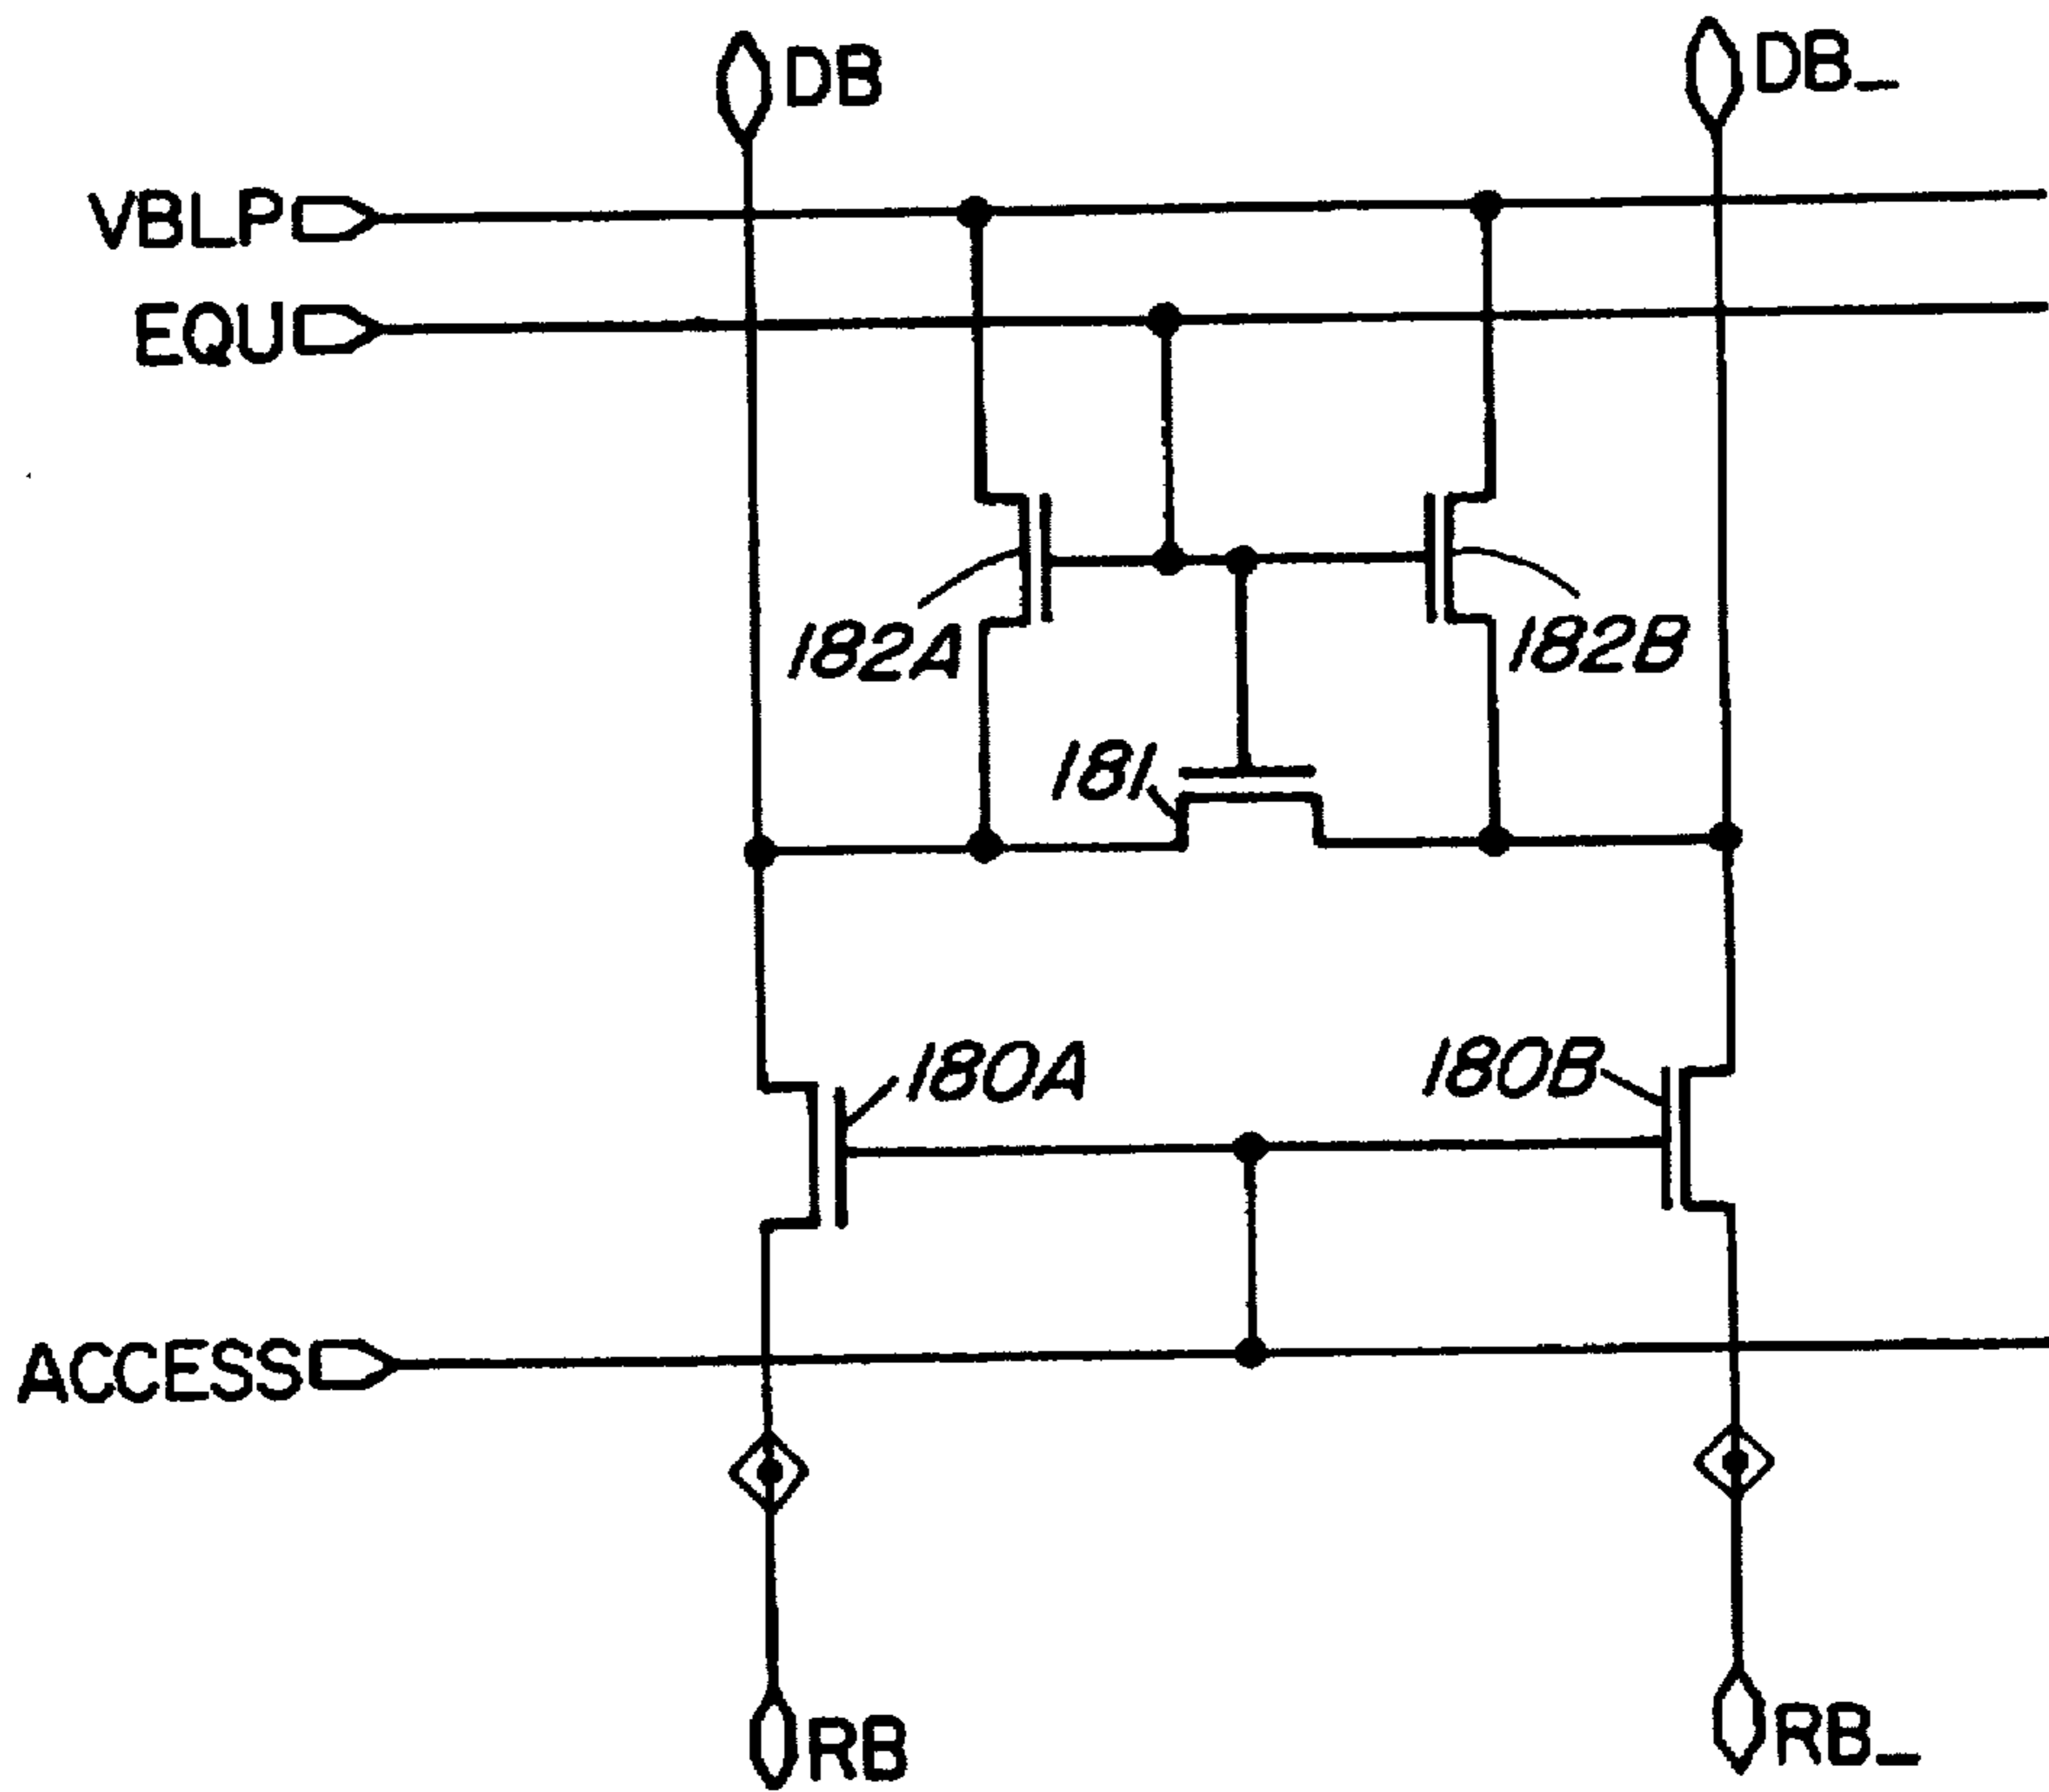 DB
DB_
VBLP
EQU
182A
182B
181
180A
180B
ACCESS
RB
RB_